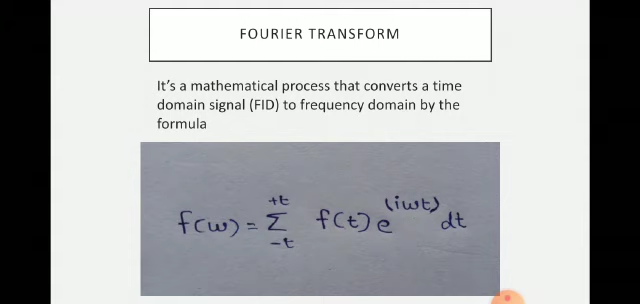 FOURIER TRANSFORM
It's a mathematical process that converts a time
domain signal (FID) to frequency domain by the
formula
f(ω) = Σ_{-t}^{+t} f(t) e^{(iωt)} dt